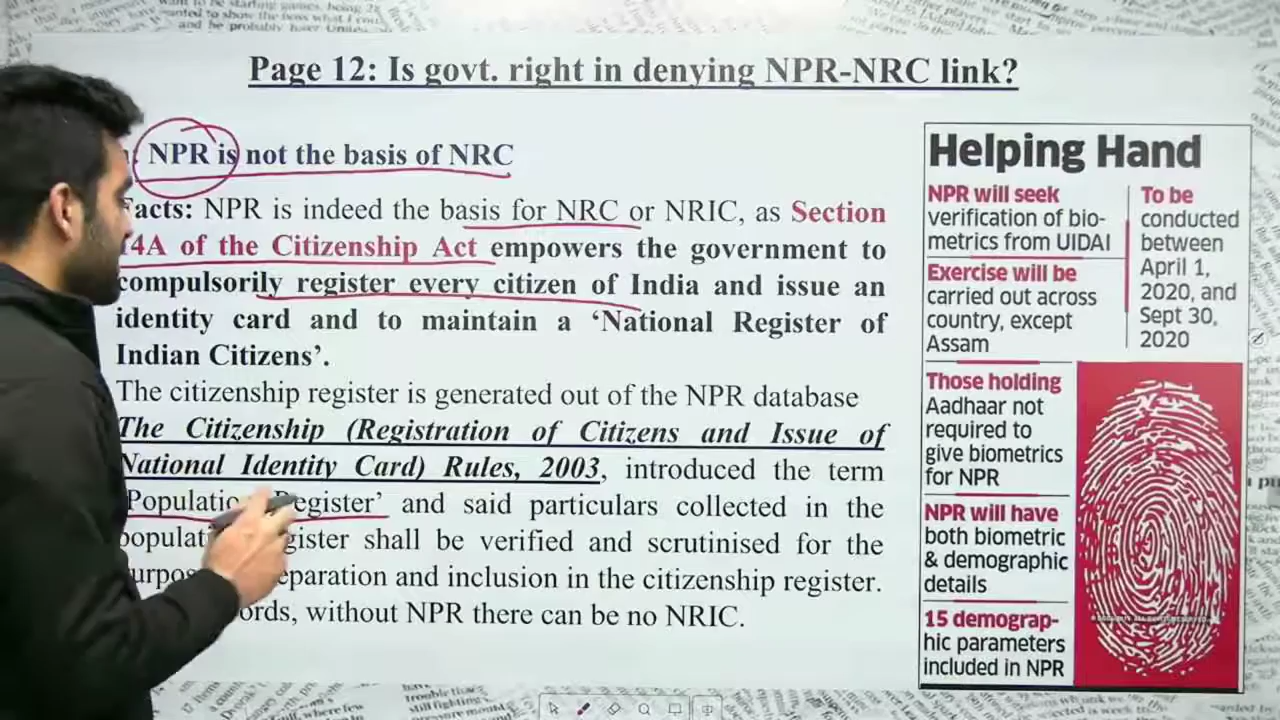 Page 12: Is govt. right in denying NPR-NRC link?
NPR is not the basis of NRC
Facts: NPR is indeed the basis for NRC or NRIC, as Section
14A of the Citizenship Act empowers the government to
compulsorily register every citizen of India and issue an
identity card and to maintain a ‘National Register of
Indian Citizens’.
The citizenship register is generated out of the NPR database
The Citizenship (Registration of Citizens and Issue of
National Identity Card) Rules, 2003, introduced the term
‘Population Register’ and said particulars collected in the
population register shall be verified and scrutinised for the
preparation and inclusion in the citizenship register.
words, without NPR there can be no NRIC.
Helping Hand
NPR will seek
verification of bio-
metrics from UIDAI
Exercise will be
carried out across
country, except
Assam
To be
conducted
between
April 1,
2020, and
Sept 30,
2020
Those holding
Aadhaar not
required to
give biometrics
for NPR
NPR will have
both biometric
& demographic
details
15 demograp-
hic parameters
included in NPR